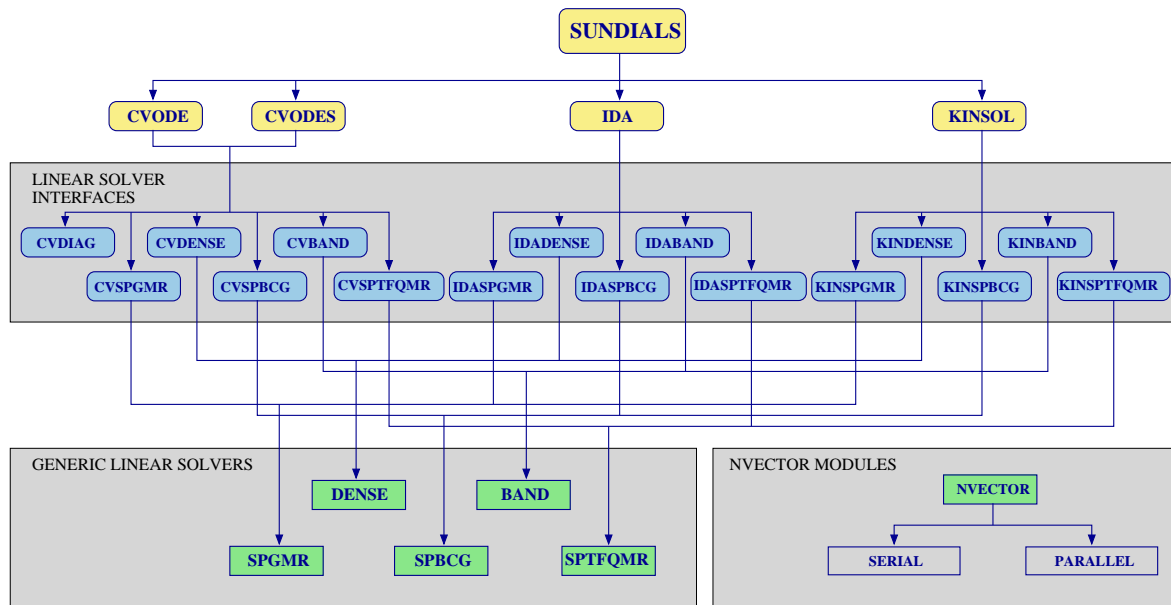 SUNDIALS
CVODE
CVODES
IDA
KINSOL
LINEAR SOLVER
INTERFACES
CVDIAG
CVDENSE
CVBAND
IDADENSE
IDABAND
KINDENSE
KINBAND
CVSPGMR
CVSPBCG
CVSPTFQMR
IDASPGMR
IDASPBCG
IDASPTFQMR
KINSPGMR
KINSPBCG
KINSPTFQMR
GENERIC LINEAR SOLVERS
DENSE
BAND
SPGMR
SPBCG
SPTFQMR
NVECTOR MODULES
NVECTOR
SERIAL
PARALLEL